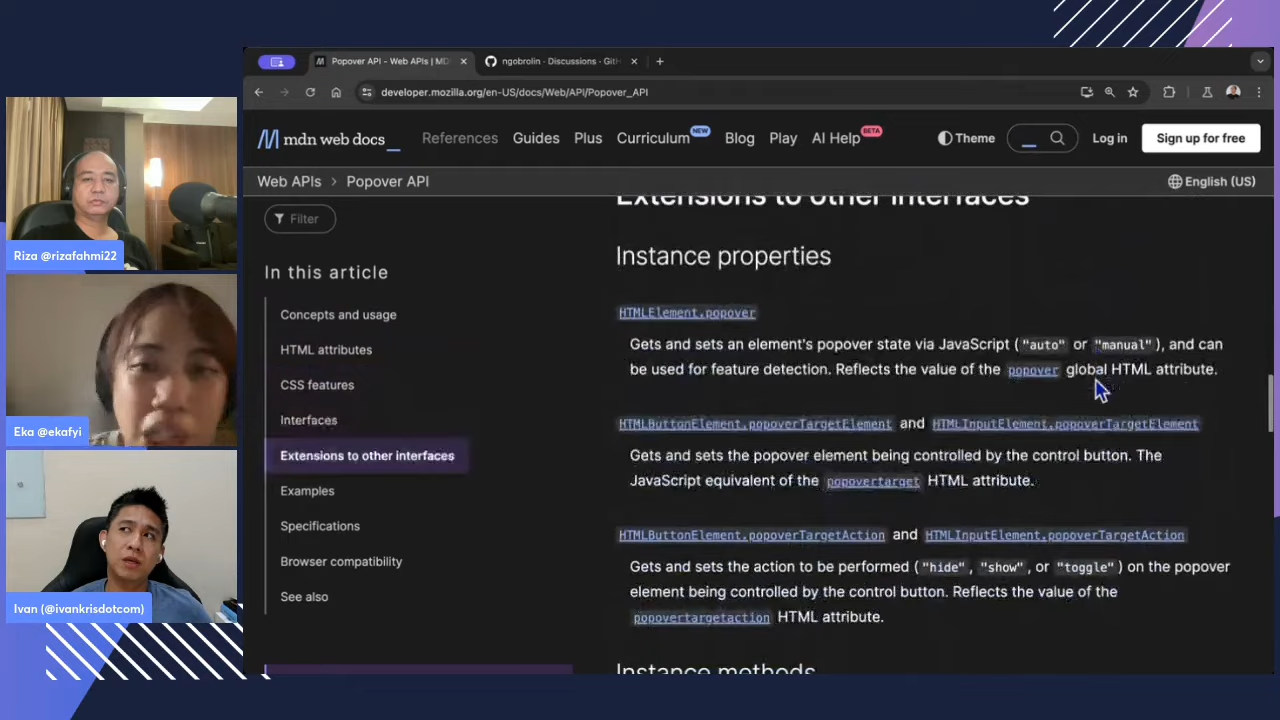 Popover API - Web APIs | MD
ngobrolin · Discussions · GitH
developer.mozilla.org/en-US/docs/Web/API/Popover_API
mdn web docs
References
Guides
Plus
Curriculum NEW
Blog
Play
AI Help BETA
Theme
Log in
Sign up for free
Web APIs > Popover API
English (US)
Filter
In this article
Concepts and usage
HTML attributes
CSS features
Interfaces
Extensions to other interfaces
Examples
Specifications
Browser compatibility
See also
Extensions to other interfaces
Instance properties
HTMLElement.popover
Gets and sets an element's popover state via JavaScript ("auto" or "manual"), and can
be used for feature detection. Reflects the value of the popover global HTML attribute.
HTMLButtonElement.popoverTargetElement and HTMLInputElement.popoverTargetElement
Gets and sets the popover element being controlled by the control button. The
JavaScript equivalent of the popovertarget HTML attribute.
HTMLButtonElement.popoverTargetAction and HTMLInputElement.popoverTargetAction
Gets and sets the action to be performed ("hide", "show", or "toggle") on the popover
element being controlled by the control button. Reflects the value of the
popovertargetaction HTML attribute.
Instance methods
Riza @rizafahmi22
Eka @ekafyi
Ivan (@ivankrisdotcom)